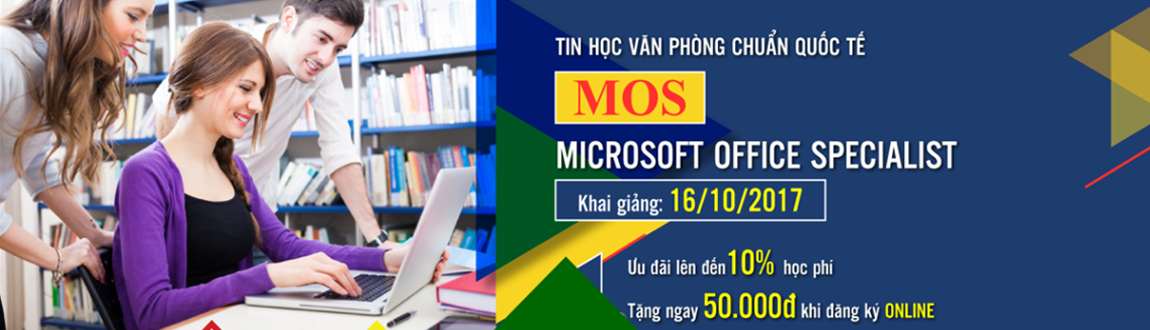 TIN HỌC VĂN PHÒNG CHUẨN QUỐC TẾ
MOS
MICROSOFT OFFICE SPECIALIST
Khai giảng: 16/10/2017
Ưu đãi lên đến 10% học phí
Tặng ngay 50.000đ khi đăng ký ONLINE